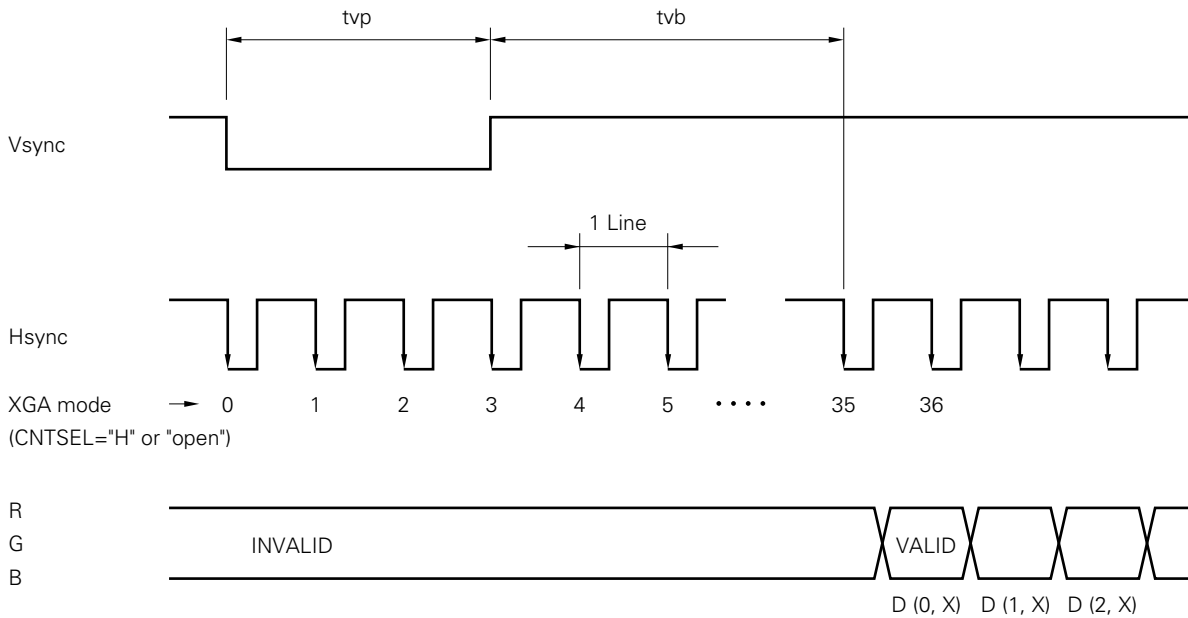 tvp tvb
Vsync
1 Line
Hsync
XGA mode 0 1 2 3 4 5 •••• 35 36
(CNTSEL="H" or "open")
R
G INVALID VALID
B
D (0, X) D (1, X) D (2, X)